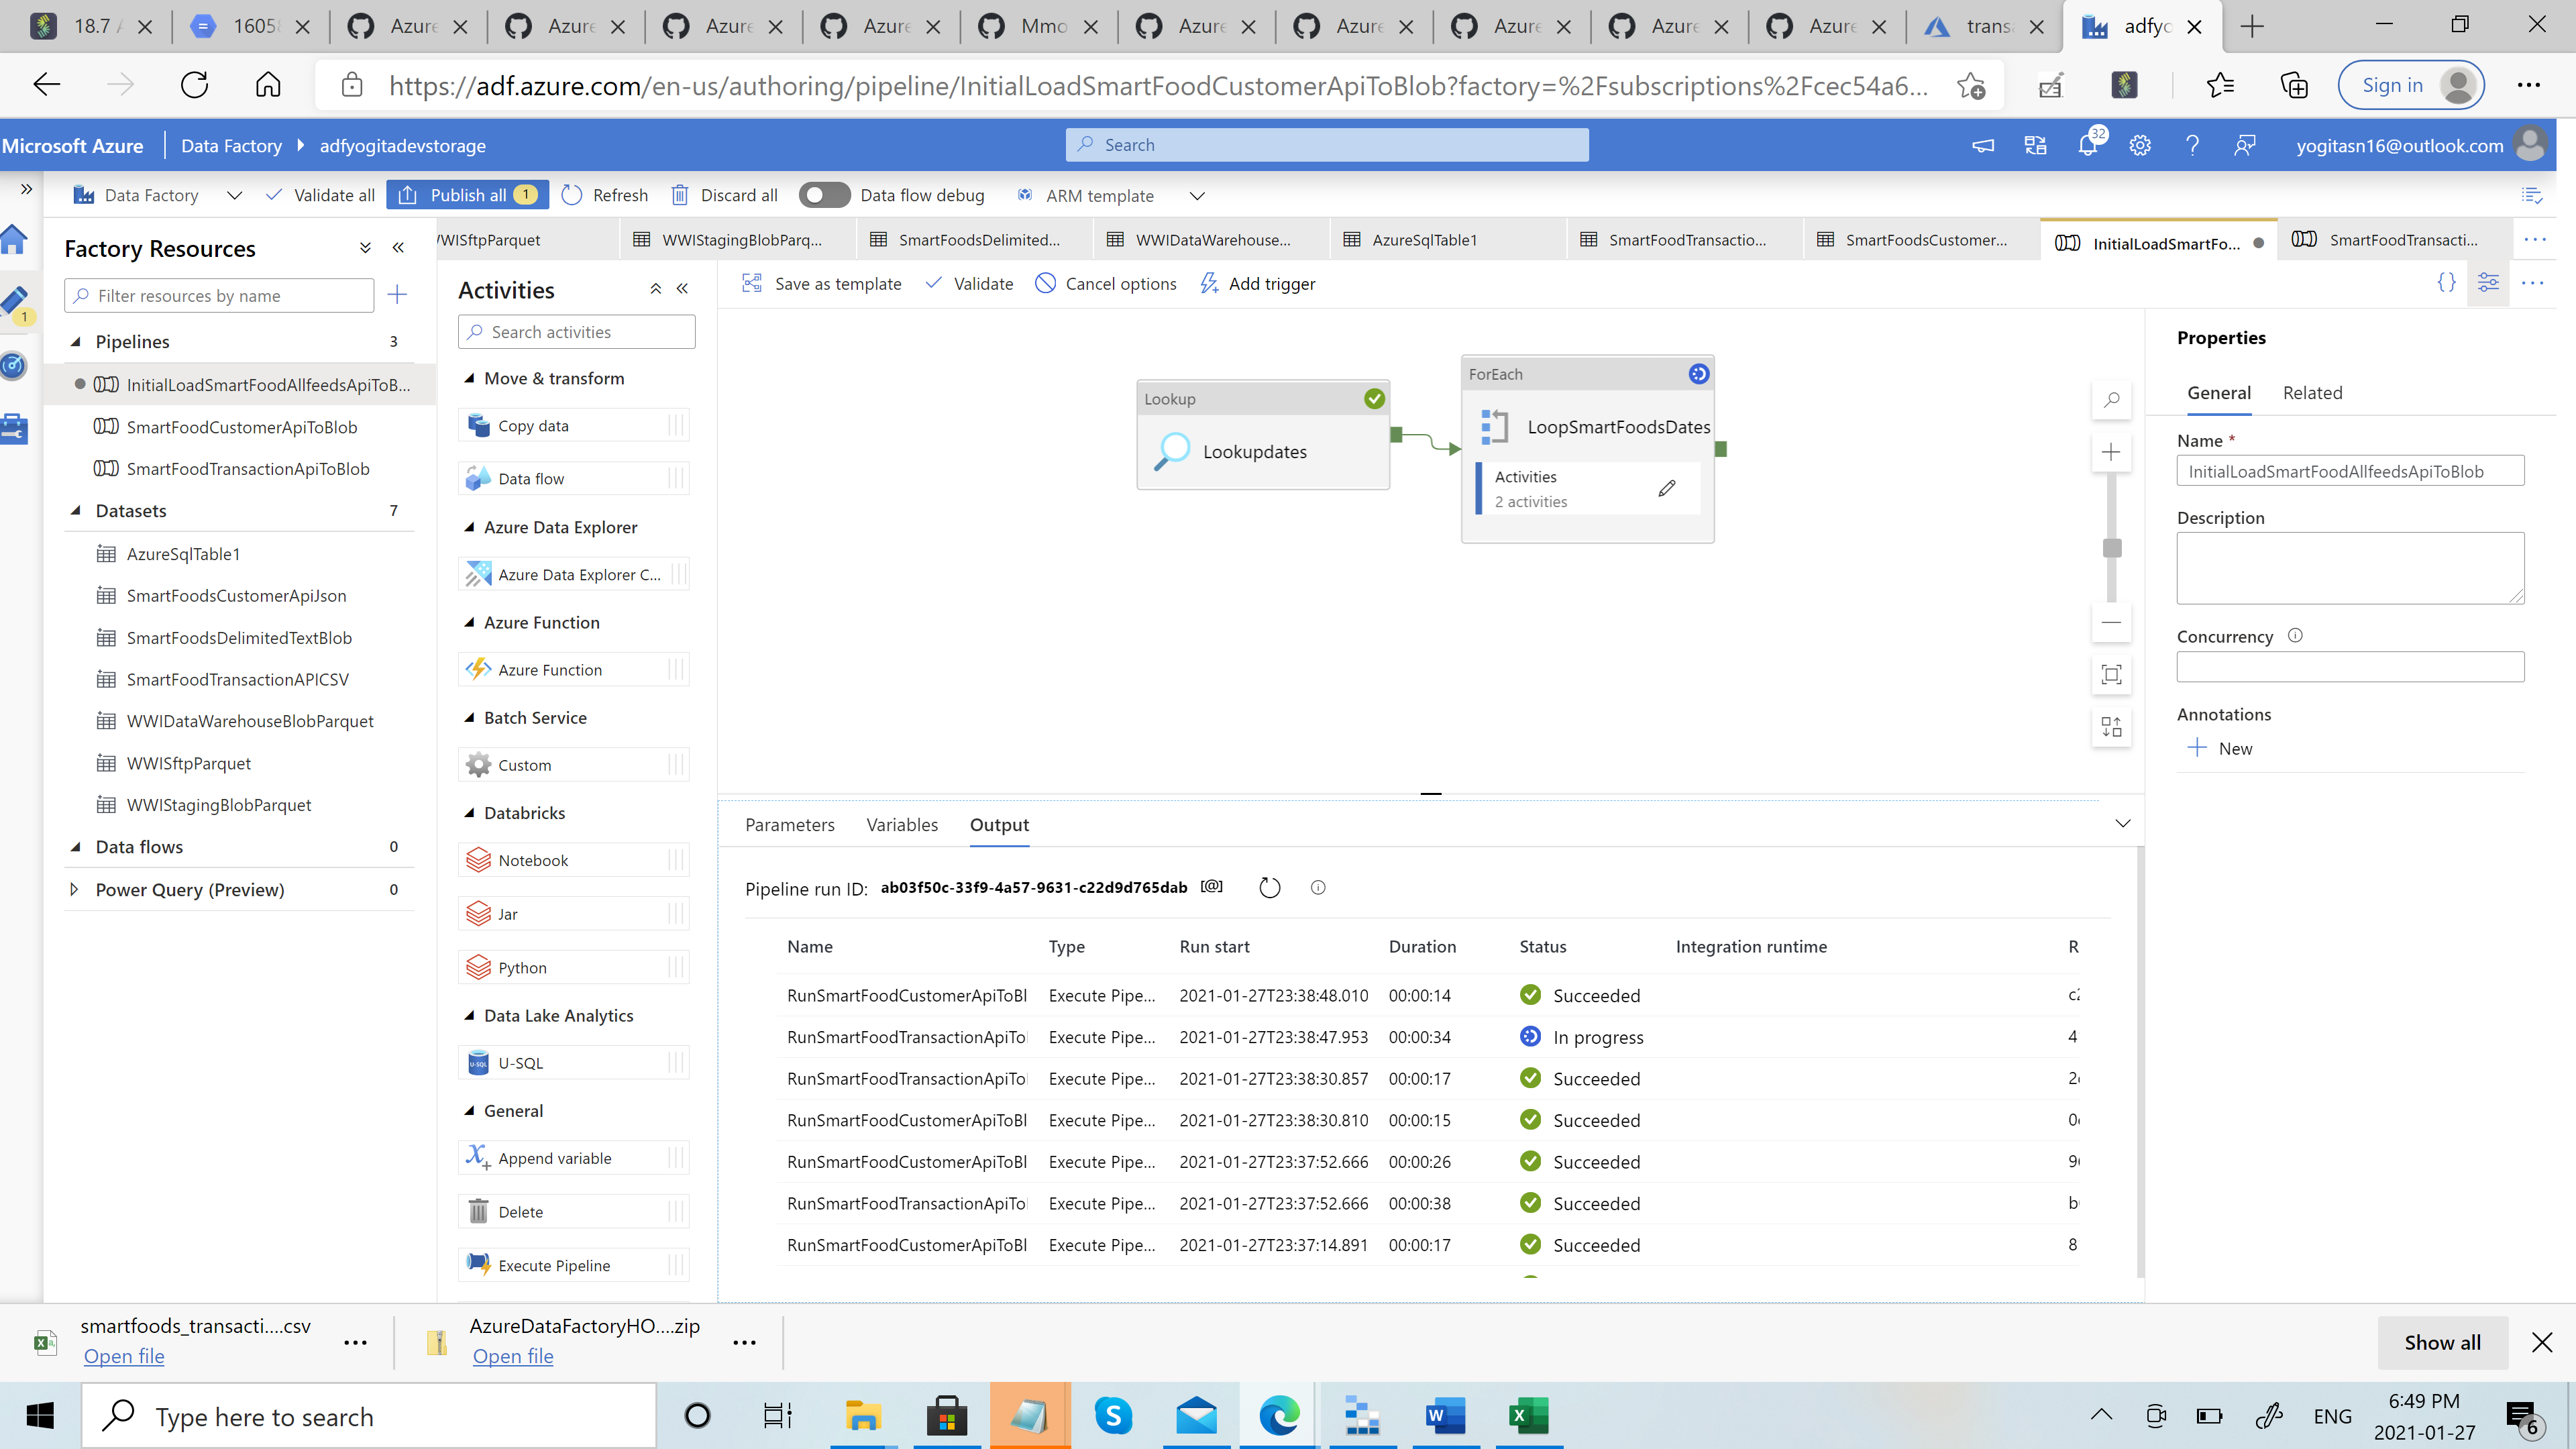 18.7 A
1605
Azure
Azure
Azure
Azure
Mmo
Azure
Azure
Azure
Azure
Azure
trans
adfyo
https://adf.azure.com/en-us/authoring/pipeline/InitialLoadSmartFoodCustomerApiToBlob?factory=%2Fsubscriptions%2Fcec54a6...
Sign in
Microsoft Azure Data Factory adfyogitadevstorage
Search
32
yogitasn16@outlook.com
Data Factory
Validate all
Publish all 1
Refresh
Discard all
Data flow debug
ARM template
WISftpParquet
WWIStagingBlobParq...
SmartFoodsDelimited...
WWIDataWarehouse...
AzureSqlTable1
SmartFoodTransactio...
SmartFoodsCustomer...
InitialLoadSmartFo...
SmartFoodTransacti...
1
Factory Resources
Filter resources by name
Pipelines 3
InitialLoadSmartFoodAllfeedsApiToB...
SmartFoodCustomerApiToBlob
SmartFoodTransactionApiToBlob
Datasets 7
AzureSqlTable1
SmartFoodsCustomerApiJson
SmartFoodsDelimitedTextBlob
SmartFoodTransactionAPICSV
WWIDataWarehouseBlobParquet
WWISftpParquet
WWIStagingBlobParquet
Data flows 0
Power Query (Preview) 0
Activities
Search activities
Move & transform
Copy data
Data flow
Azure Data Explorer
Azure Data Explorer C...
Azure Function
Azure Function
Batch Service
Custom
Databricks
Notebook
Jar
Python
Data Lake Analytics
U-SQL
General
Append variable
Delete
Execute Pipeline
Save as template
Validate
Cancel options
Add trigger
Lookup
Lookupdates
ForEach
LoopSmartFoodsDates
Activities
2 activities
Parameters Variables Output
Pipeline run ID: ab03f50c-33f9-4a57-9631-c22d9d765dab [@]
Name Type Run start Duration Status Integration runtime R
RunSmartFoodCustomerApiToBl Execute Pipe... 2021-01-27T23:38:48.010 00:00:14 Succeeded c2
RunSmartFoodTransactionApiTo Execute Pipe... 2021-01-27T23:38:47.953 00:00:34 In progress 4
RunSmartFoodTransactionApiTo Execute Pipe... 2021-01-27T23:38:30.857 00:00:17 Succeeded 2
RunSmartFoodCustomerApiToBl Execute Pipe... 2021-01-27T23:38:30.810 00:00:15 Succeeded 0
RunSmartFoodCustomerApiToBl Execute Pipe... 2021-01-27T23:37:52.666 00:00:26 Succeeded 9
RunSmartFoodTransactionApiTo Execute Pipe... 2021-01-27T23:37:52.666 00:00:38 Succeeded b
RunSmartFoodCustomerApiToBl Execute Pipe... 2021-01-27T23:37:14.891 00:00:17 Succeeded 8
Properties
General Related
Name *
InitialLoadSmartFoodAllfeedsApiToBlob
Description
Concurrency
Annotations
New
smartfoods_transacti....csv
Open file
AzureDataFactoryHO....zip
Open file
Show all
Type here to search
ENG
6:49 PM
2021-01-27
6